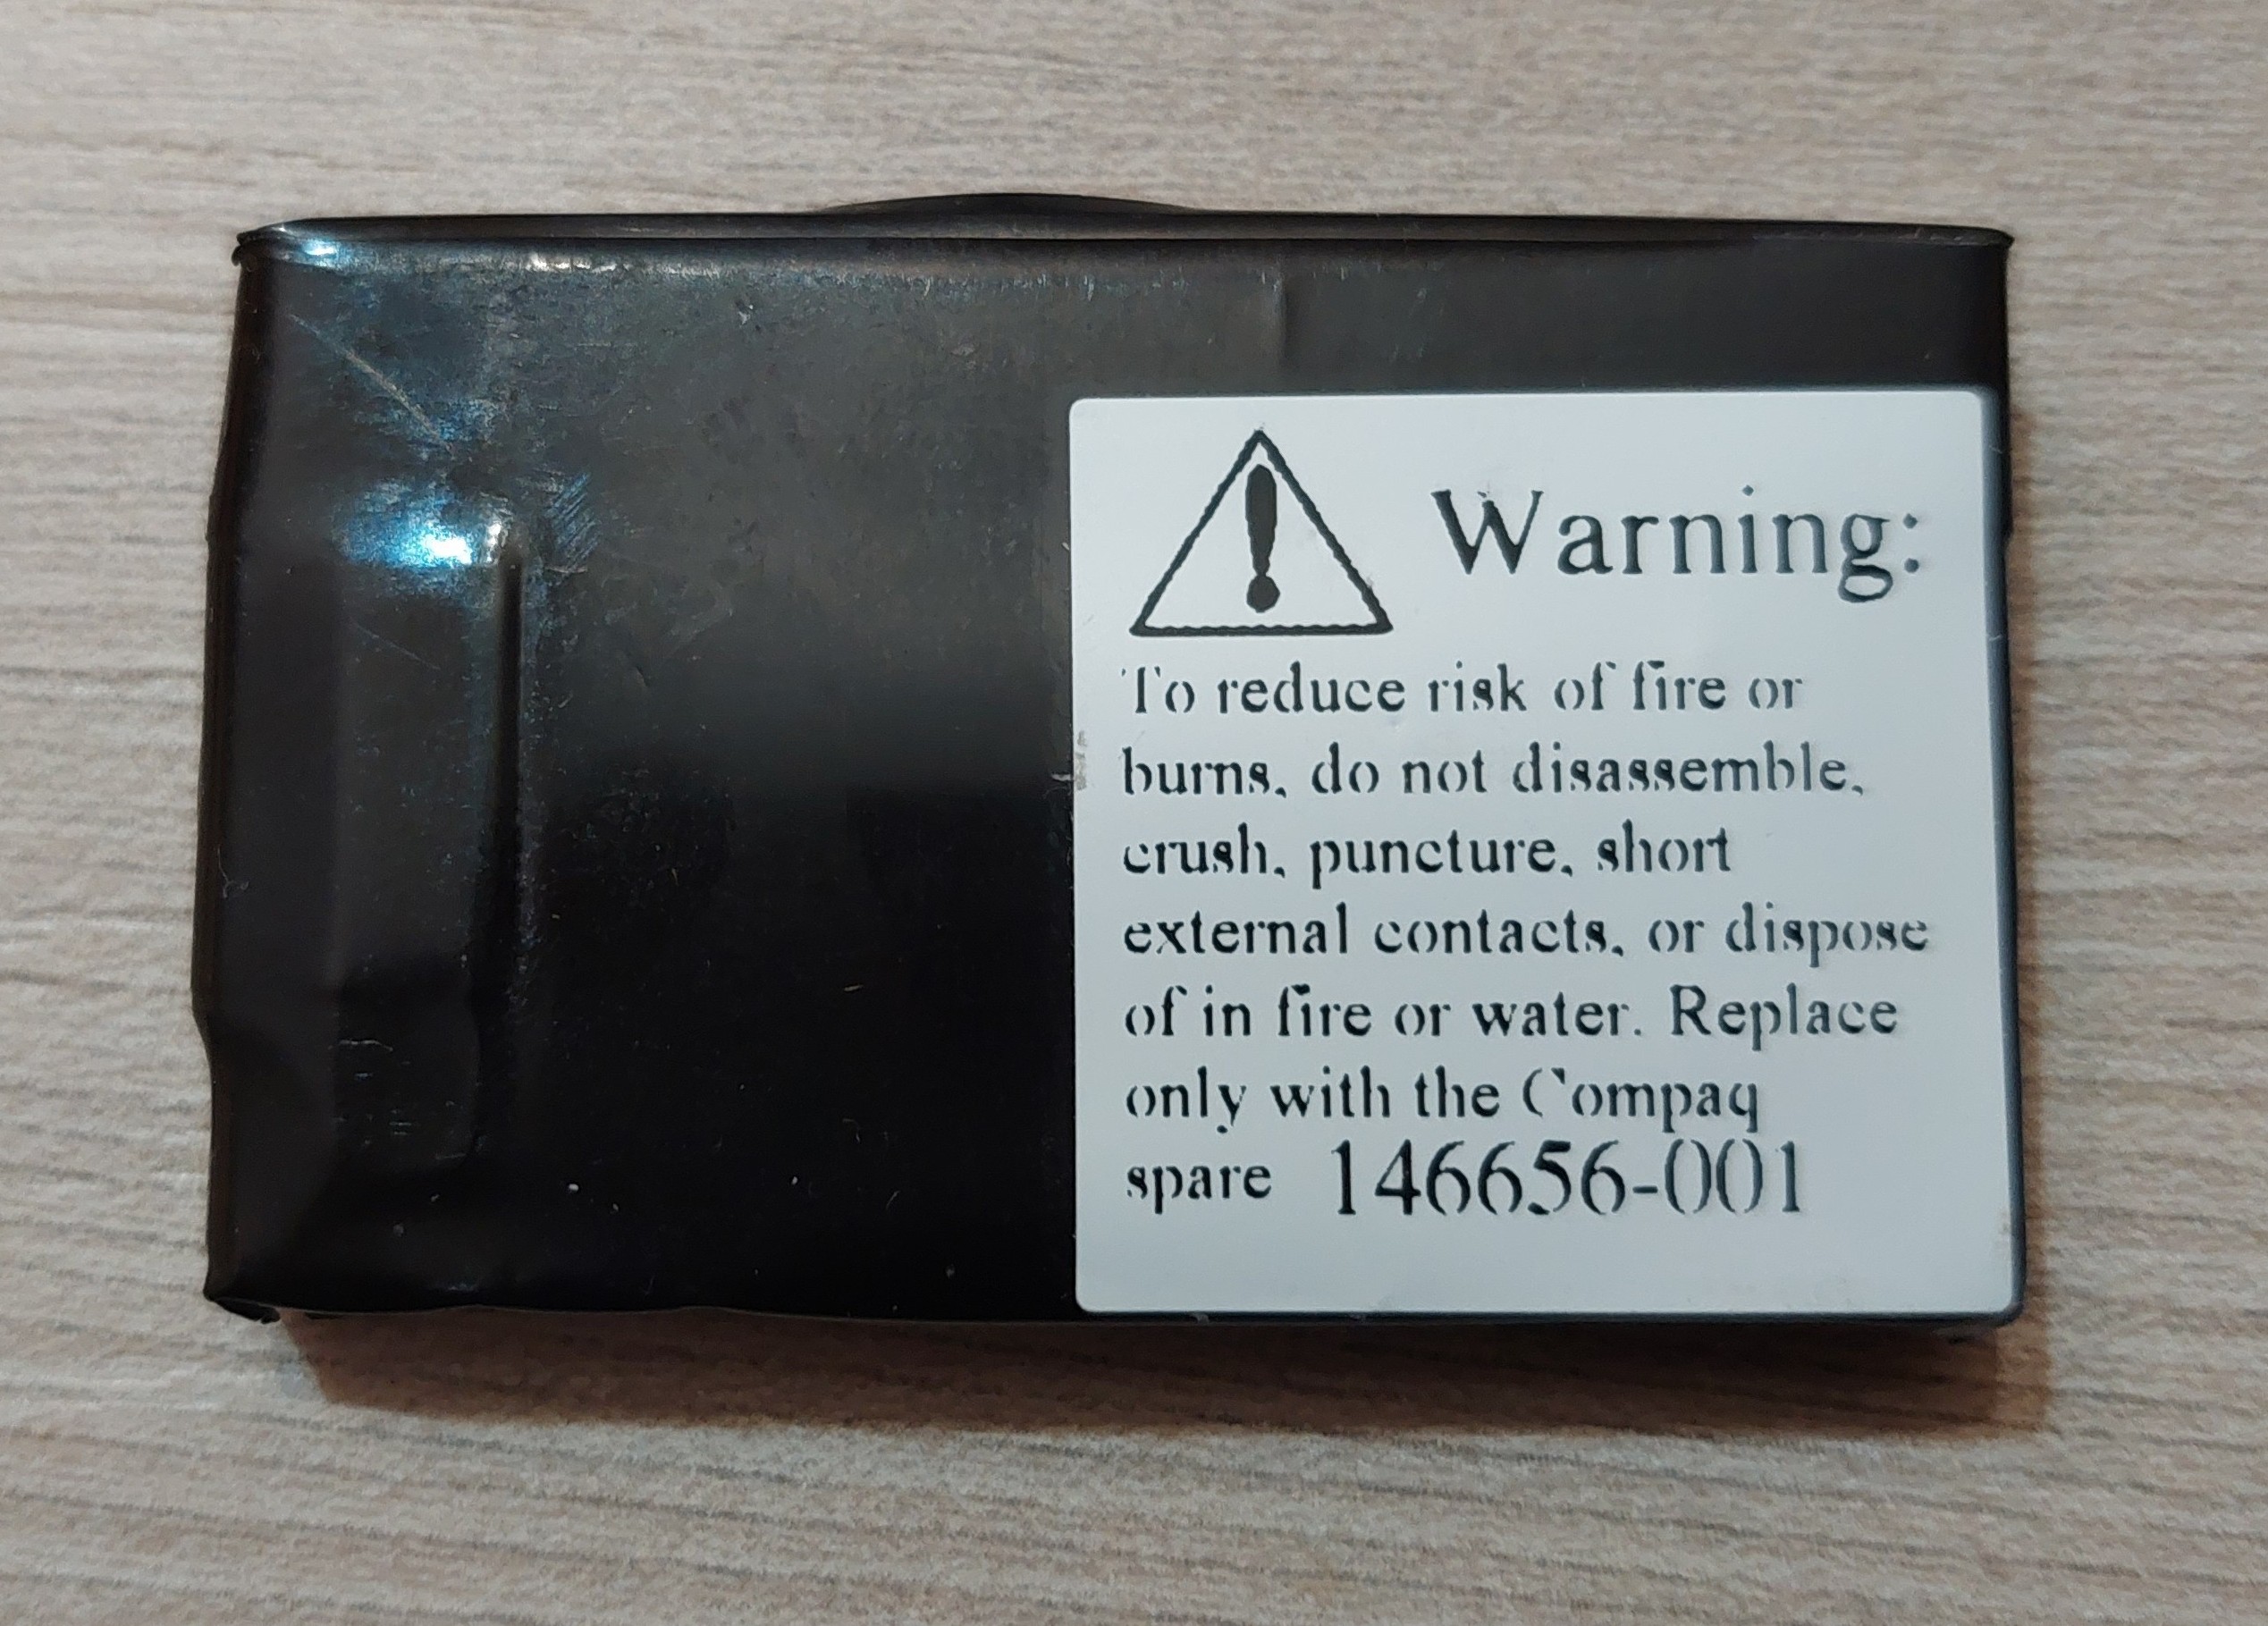 Warning:
To reduce risk of fire or
burns, do not disassemble,
crush, puncture, short
external contacts, or dispose
of in fire or water. Replace
only with the Compaq
spare 146656-001